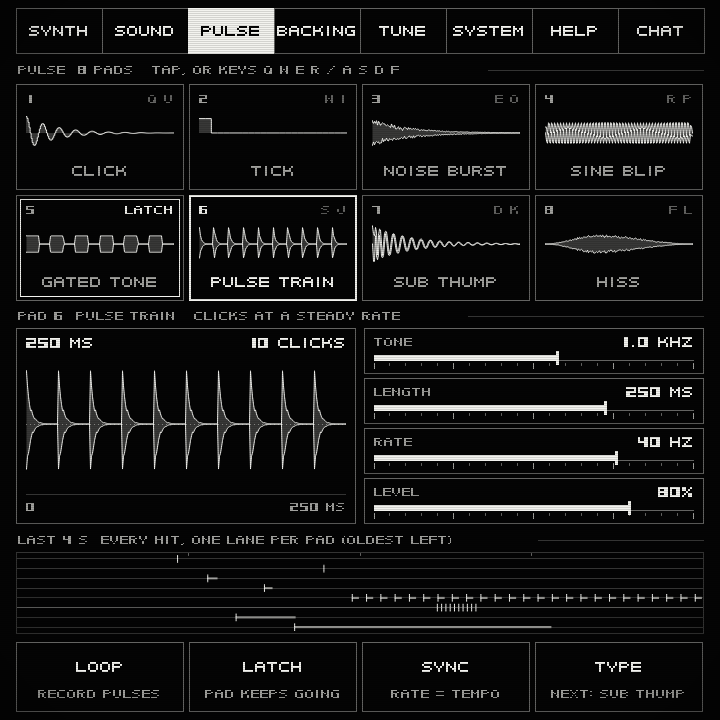 SYNTH SOUND PULSE BACKING TUNE SYSTEM HELP CHAT
PULSE 8 PADS TAP, OR KEYS Q W E R / A S D F
1 Q U 2 W I 3 E O 4 R P
CLICK TICK NOISE BURST SINE BLIP
5 LATCH 6 S J 7 D K 8 F L
GATED TONE PULSE TRAIN SUB THUMP HISS
PAD 6 PULSE TRAIN CLICKS AT A STEADY RATE
250 MS 10 CLICKS
0 250 MS
TONE 1.0 KHZ
LENGTH 250 MS
RATE 40 HZ
LEVEL 80%
LAST 4 S EVERY HIT, ONE LANE PER PAD (OLDEST LEFT)
LOOP LATCH SYNC TYPE
RECORD PULSES PAD KEEPS GOING RATE = TEMPO NEXT: SUB THUMP